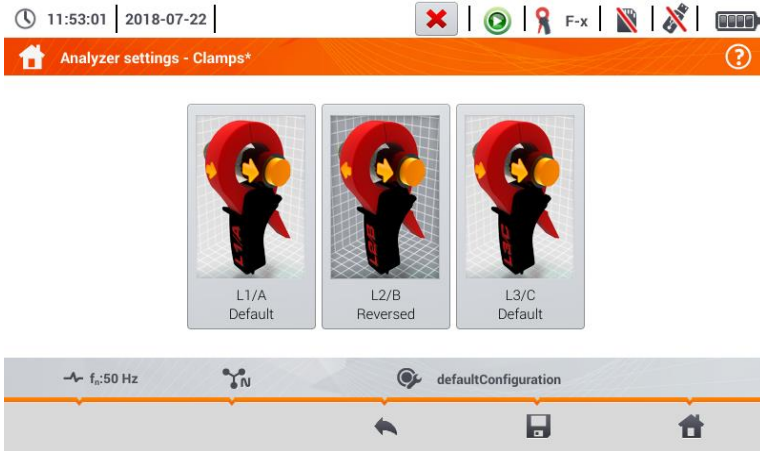 11:53:01 2018-07-22 F-x
Analyzer settings - Clamps* ?
L1/A L2B L3C
L1/A L2/B L3/C
Default Reversed Default
fₙ:50 Hz N defaultConfiguration